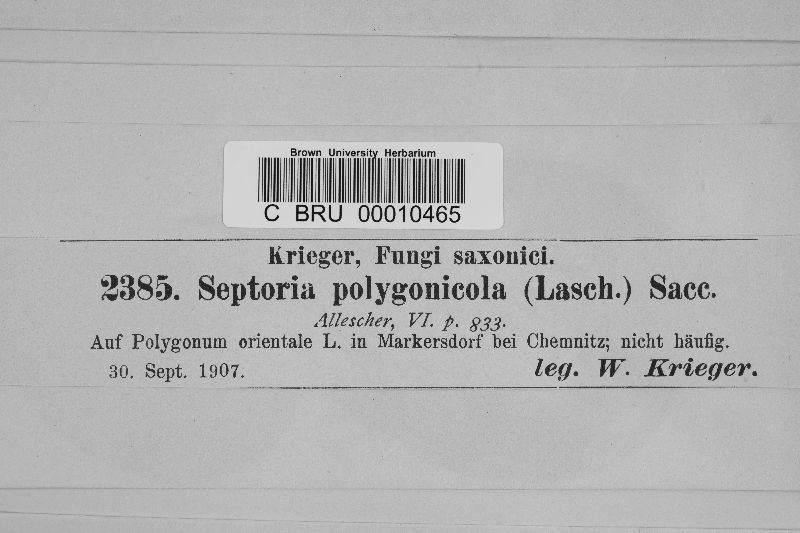 Brown University Herbarium
C BRU 00010465
Krieger, Fungi saxonici.
2385. Septoria polygonicola (Lasch.) Sacc.
Allescher, VI. p. 833.
Auf Polygonum orientale L. in Markersdorf bei Chemnitz; nicht häufig.
30. Sept. 1907. leg. W. Krieger.